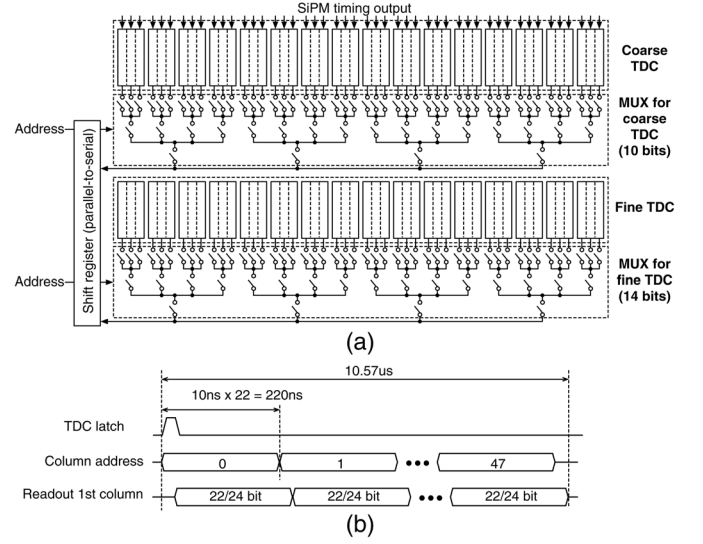 SiPM timing output
Coarse
TDC
MUX for
coarse
TDC
(10 bits)
Address
Shift register (parallel-to-serial)
Fine TDC
MUX for
fine TDC
(14 bits)
Address
(a)
10.57us
10ns x 22 = 220ns
TDC latch
Column address
0
1
47
Readout 1st column
22/24 bit
22/24 bit
22/24 bit
(b)